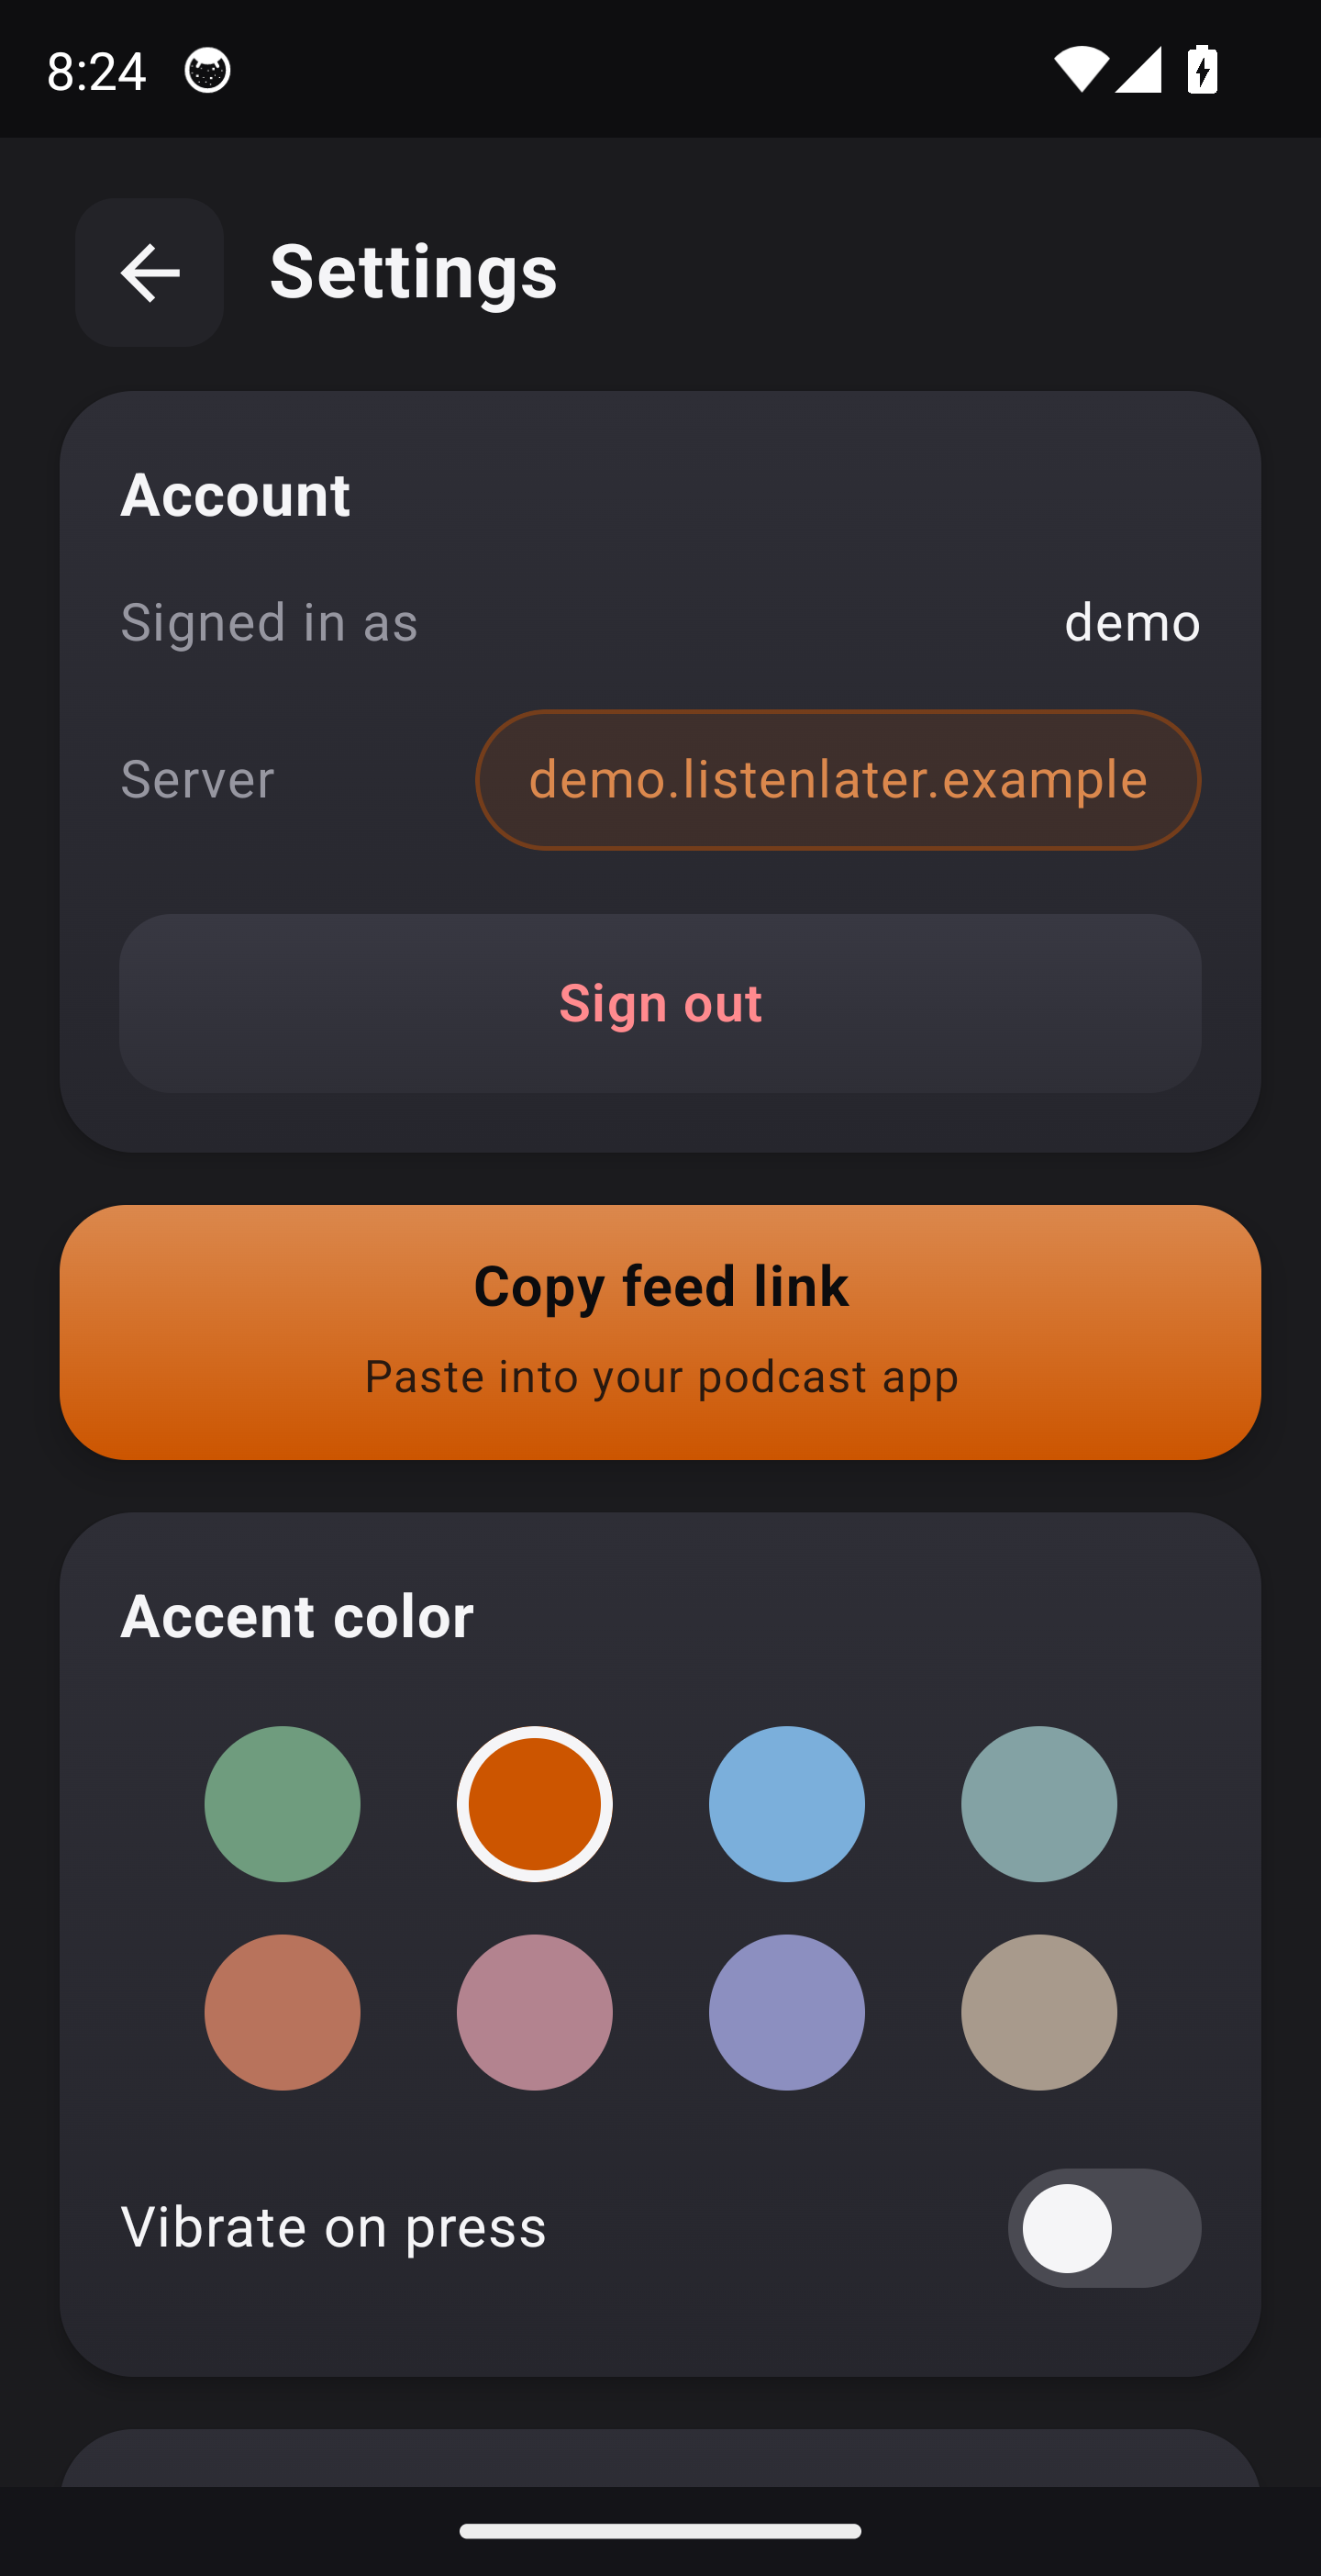 8:24
Settings
Account
Signed in as
demo
Server
demo.listenlater.example
Sign out
Copy feed link
Paste into your podcast app
Accent color
Vibrate on press